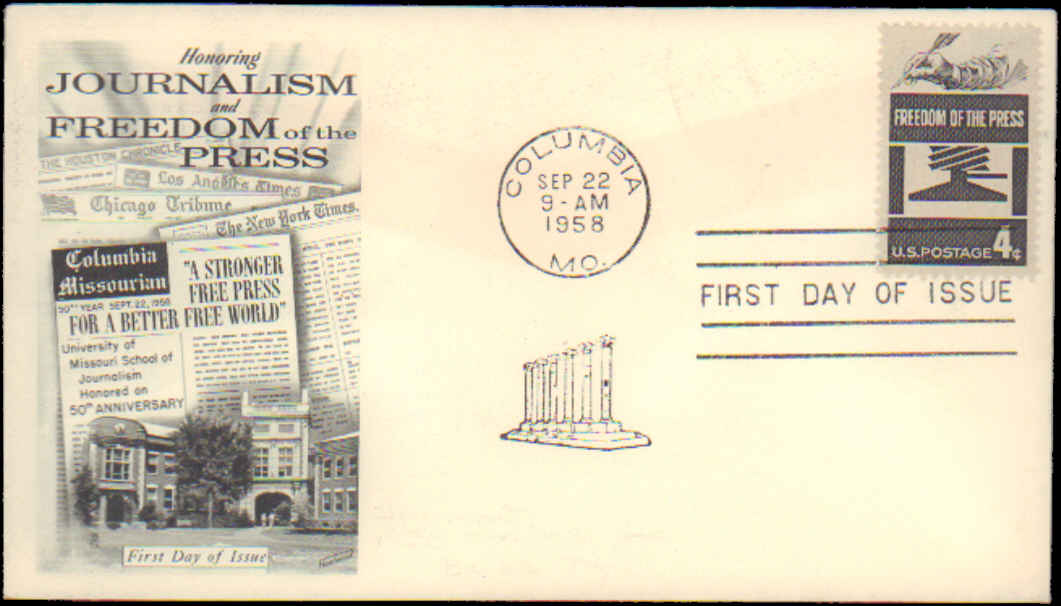 Honoring
JOURNALISM
and
FREEDOM of the
PRESS
THE HOUSTON CHRONICLE
Los Angeles Times
Chicago Tribune
The New York Times.
Columbia
Missourian
50TH YEAR SEPT. 22, 1958
"A STRONGER
FREE PRESS
FOR A BETTER FREE WORLD"
University of
Missouri School of
Journalism
Honored on
50TH ANNIVERSARY
First Day of Issue
COLUMBIA
SEP 22
9-AM
1958
MO.
FREEDOM OF THE PRESS
U.S. POSTAGE 4¢
FIRST DAY OF ISSUE